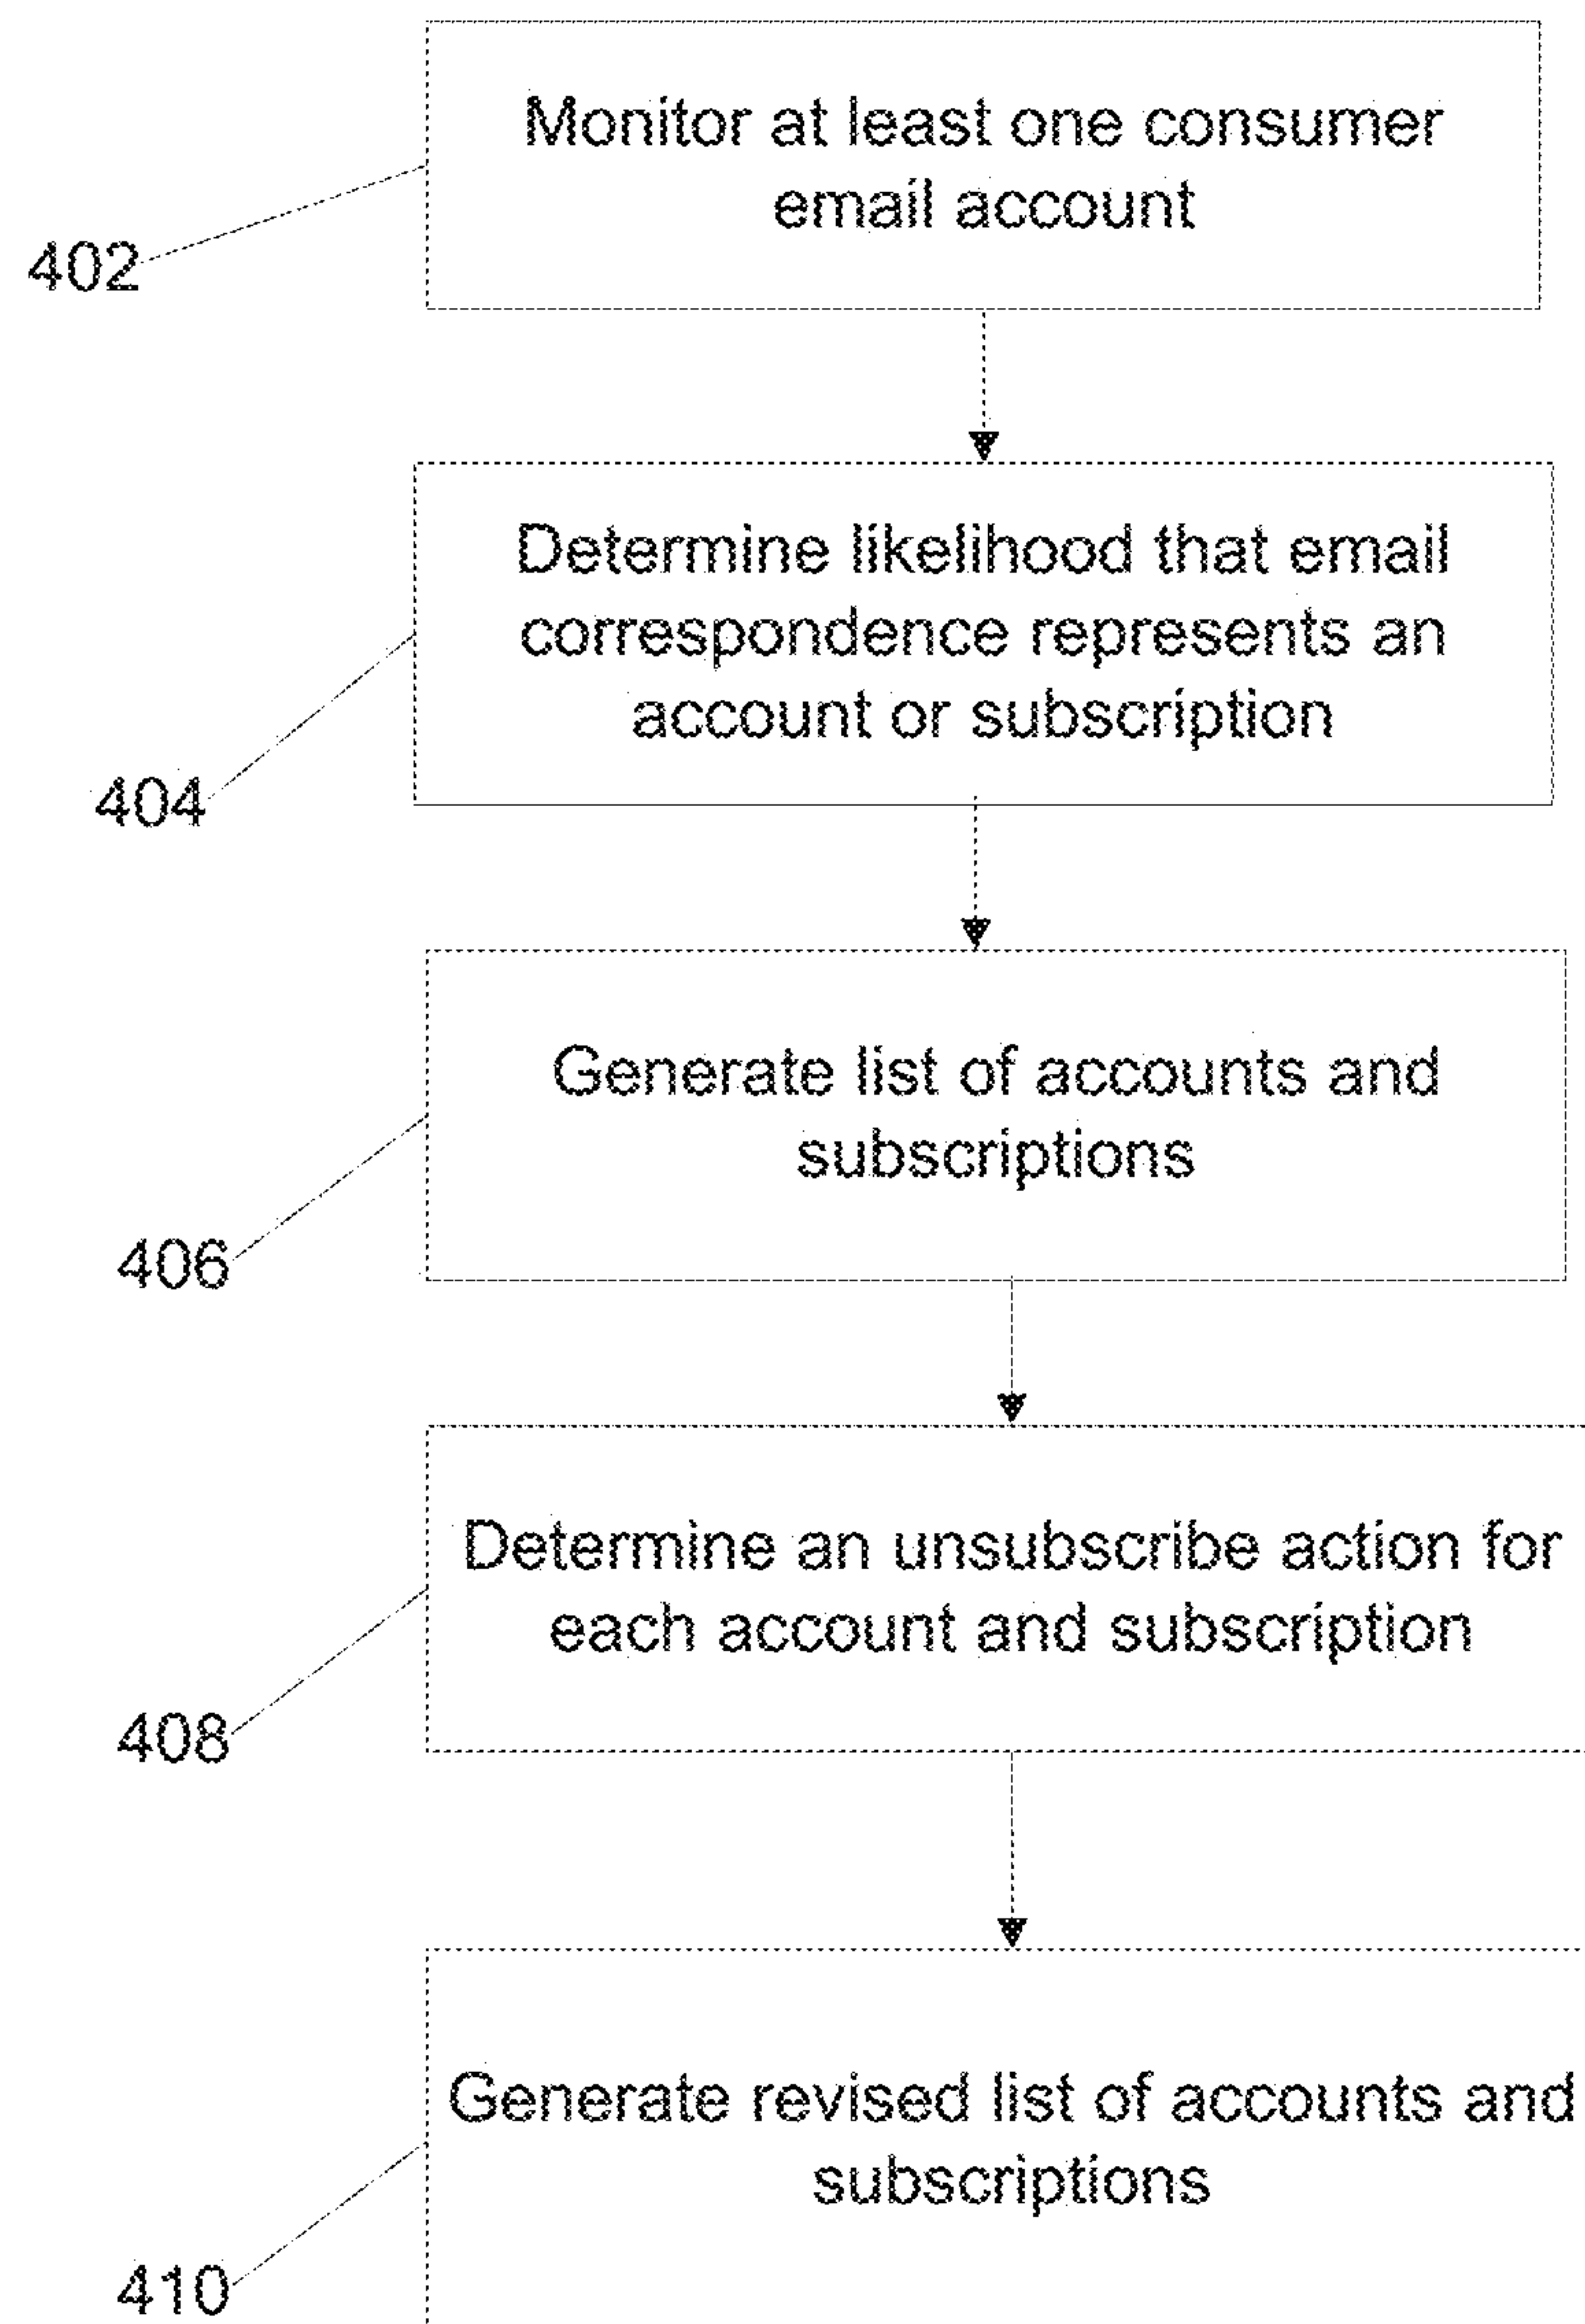 Monitor at least one consumer
email account
402
Determine likelihood that email
correspondence represents an
account or subscription
404
Generate list of accounts and
subscriptions
406
Determine an unsubscribe action for
each account and subscription
408
Generate revised list of accounts and
subscriptions
410